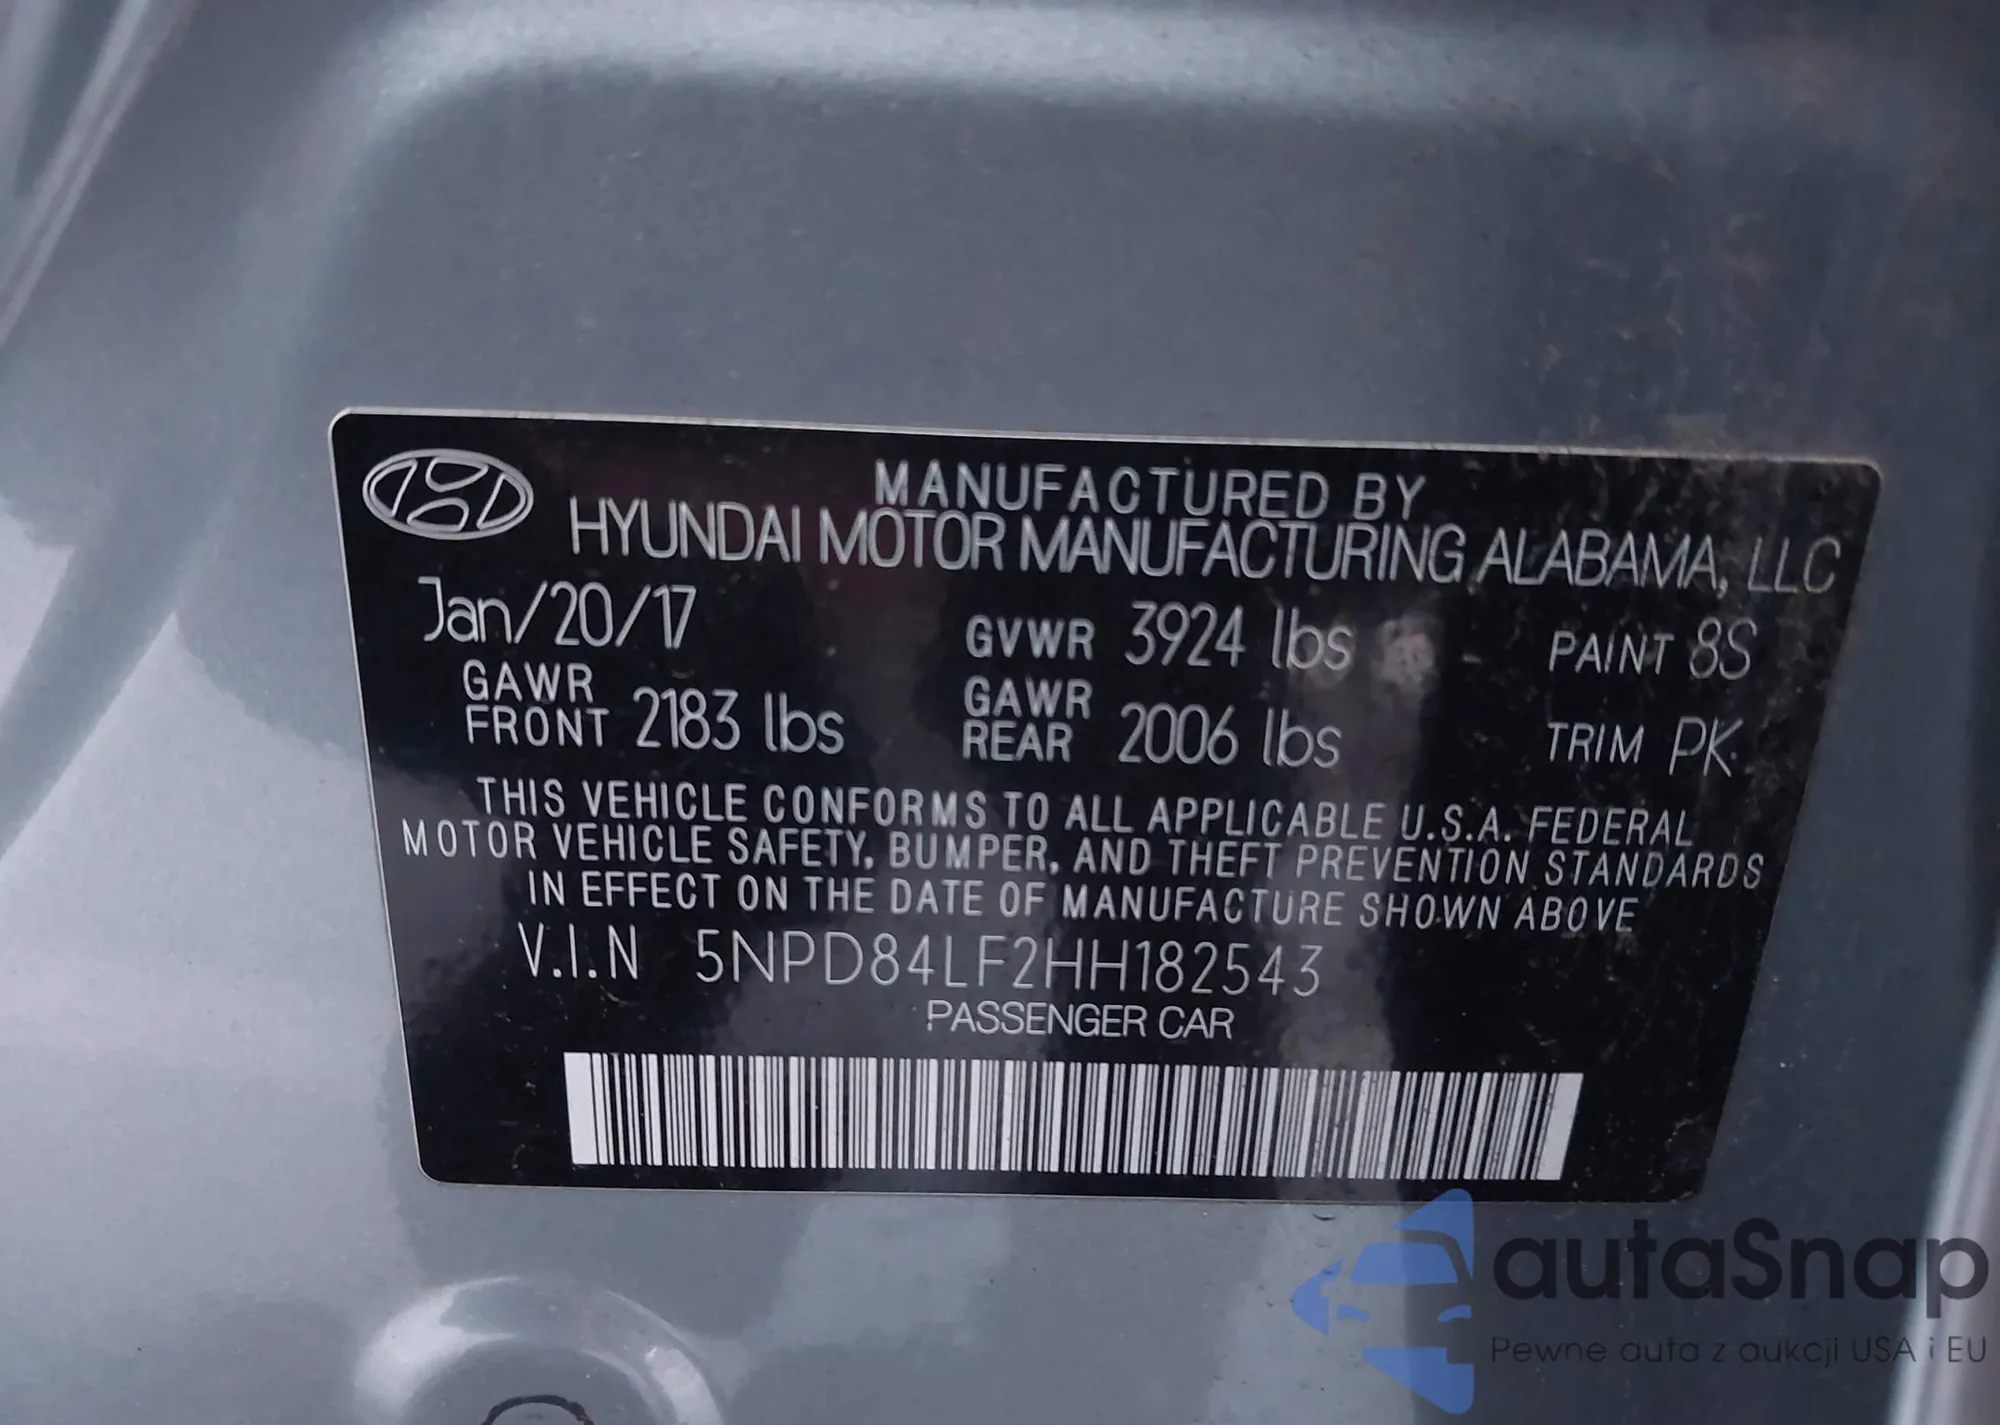 MANUFACTURED BY
HYUNDAI MOTOR MANUFACTURING ALABAMA, LLC
Jan/20/17 GVWR 3924 lbs PAINT 8S
GAWR FRONT 2183 lbs GAWR REAR 2006 lbs TRIM PK
THIS VEHICLE CONFORMS TO ALL APPLICABLE U.S.A. FEDERAL
MOTOR VEHICLE SAFETY, BUMPER, AND THEFT PREVENTION STANDARDS
IN EFFECT ON THE DATE OF MANUFACTURE SHOWN ABOVE
V.I.N 5NPD84LF2HH182543
PASSENGER CAR
autaSnap
Pewne auta z aukcji USA i EU